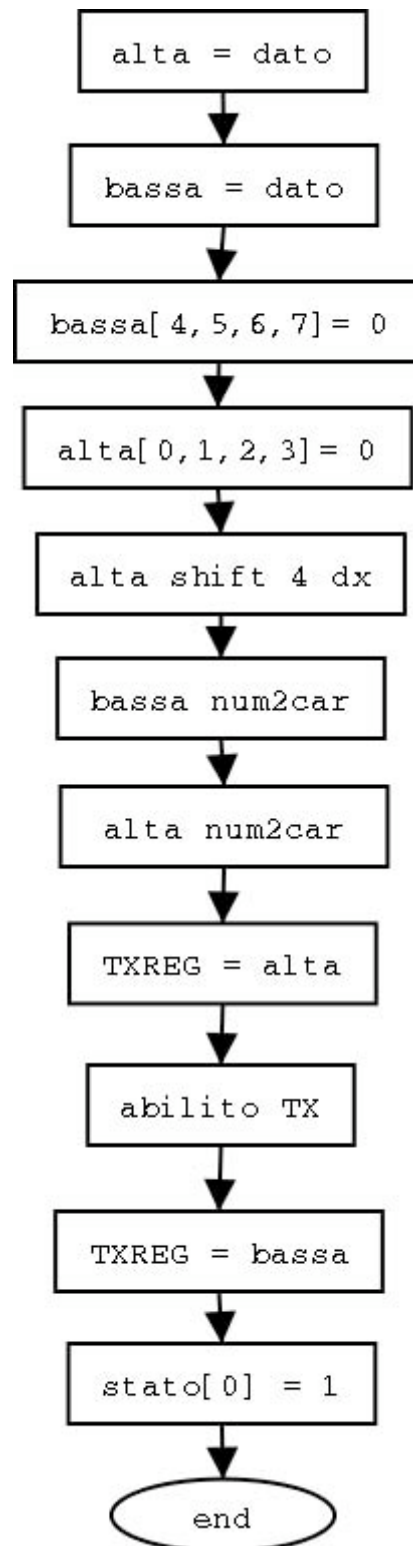 alta = dato
bassa = dato
bassa[4,5,6,7]= 0
alta[0,1,2,3]= 0
alta shift 4 dx
bassa num2car
alta num2car
TXREG = alta
abilito TX
TXREG = bassa
stato[0] = 1
end